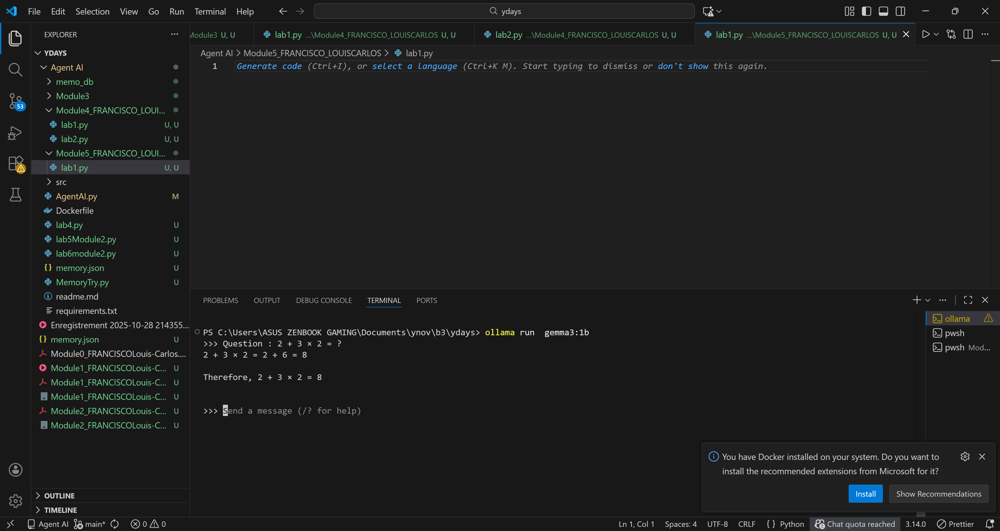 File Edit Selection View Go Run Terminal Help
ydays
EXPLORER
Module3 U, U
lab1.py ...\Module4_FRANCISCO_LOUISCARLOS U, U
lab2.py ...\Module4_FRANCISCO_LOUISCARLOS U, U
lab1.py ...\Module5_FRANCISCO_LOUISCARLOS U, U
Agent AI > Module5_FRANCISCO_LOUISCARLOS > lab1.py
1 Generate code (Ctrl+I), or select a language (Ctrl+K M). Start typing to dismiss or don't show this again.
YDAYS
Agent AI
memo_db
Module3
Module4_FRANCISCO_LOUI...
lab1.py U, U
lab2.py U, U
Module5_FRANCISCO_LOUI...
lab1.py U, U
src
AgentAI.py M
Dockerfile
lab4.py U
lab5Module2.py U
lab6module2.py U
memory.json U
MemoryTry.py U
readme.md
requirements.txt
Enregistrement 2025-10-28 214355...
memory.json U
Module0_FRANCISCOLouis-Carlos....
Module1_FRANCISCOLouis-C... U
Module1_FRANCISCOLouis-C... U
Module1_FRANCISCOLouis-C... U
Module2_FRANCISCOLouis-C... U
Module2_FRANCISCOLouis-C... U
OUTLINE
TIMELINE
53
PROBLEMS OUTPUT DEBUG CONSOLE TERMINAL PORTS
PS C:\Users\ASUS ZENBOOK GAMING\Documents\ynov\b3\ydays> ollama run  gemma3:1b
>>> Question : 2 + 3 × 2 = ?
2 + 3 × 2 = 2 + 6 = 8
Therefore, 2 + 3 × 2 = 8
>>> Send a message (/? for help)
ollama
pwsh
pwsh Mod...
You have Docker installed on your system. Do you want to
install the recommended extensions from Microsoft for it?
Install Show Recommendations
Agent AI main* 0 0
Ln 1, Col 1 Spaces: 4 UTF-8 CRLF {} Python Chat quota reached 3.14.0 Prettier